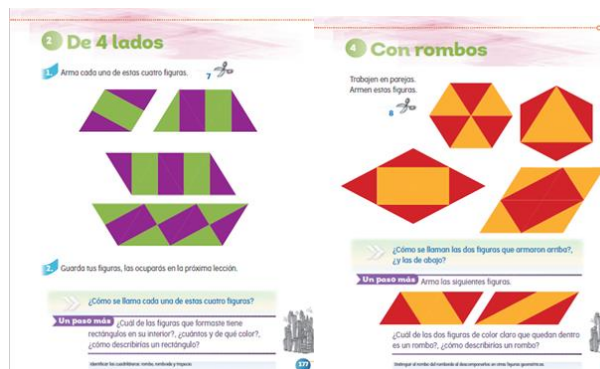 2 De 4 lados
1. Arma cada una de estas cuatro figuras. 7
2. Guarda tus figuras, las ocuparás en la próxima lección.
¿Cómo se llama cada una de estas cuatro figuras?
Un paso más ¿Cuál de las figuras que formaste tiene
rectángulos en su interior?, ¿cuántos y de qué color?,
¿cómo describirías un rectángulo?
Identificar los cuadriláteros: rombo, romboide y trapecio.
177
4 Con rombos
Trabajen en parejas.
Armen estas figuras.
8
¿Cómo se llaman las dos figuras que armaron arriba?,
¿y las de abajo?
Un paso más Arma las siguientes figuras.
¿Cuál de las dos figuras de color claro que quedan dentro
es un rombo?, ¿cómo describirías un rombo?
Distinguir el rombo del romboide al descomponerlos en otras figuras geométricas.